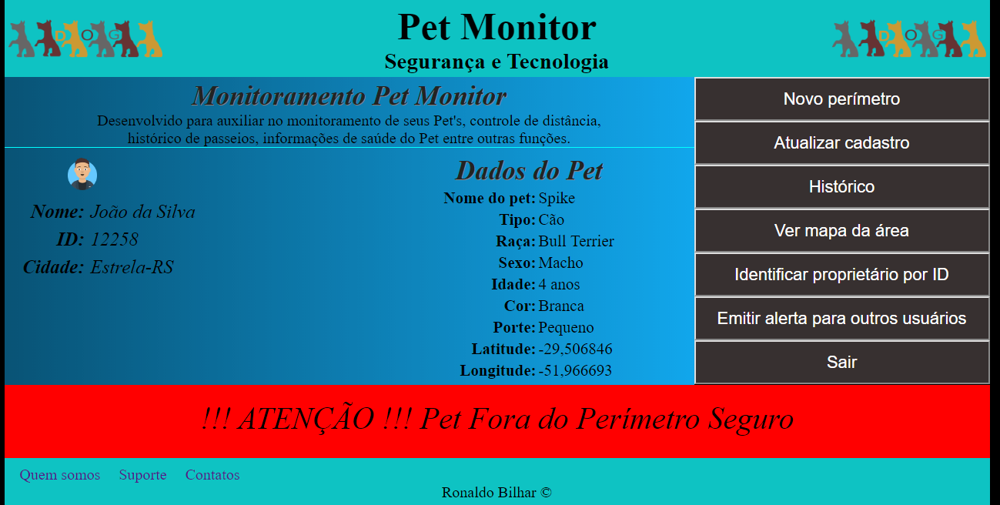 DOG
Pet Monitor
Segurança e Tecnologia
DOG
Monitoramento Pet Monitor
Desenvolvido para auxiliar no monitoramento de seus Pet's, controle de distância,
histórico de passeios, informações de saúde do Pet entre outras funções.
Nome: João da Silva
ID: 12258
Cidade: Estrela-RS
Dados do Pet
Nome do pet: Spike
Tipo: Cão
Raça: Bull Terrier
Sexo: Macho
Idade: 4 anos
Cor: Branca
Porte: Pequeno
Latitude: -29,506846
Longitude: -51,966693
Novo perímetro
Atualizar cadastro
Histórico
Ver mapa da área
Identificar proprietário por ID
Emitir alerta para outros usuários
Sair
!!! ATENÇÃO !!! Pet Fora do Perímetro Seguro
Quem somos Suporte Contatos
Ronaldo Bilhar ©